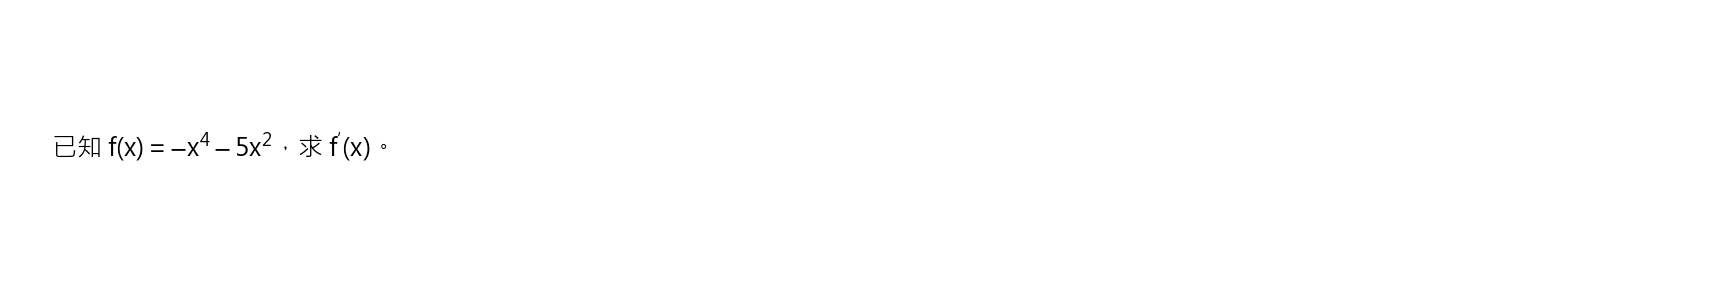 已知 f(x) = –x⁴ – 5x²，求 f′(x)。